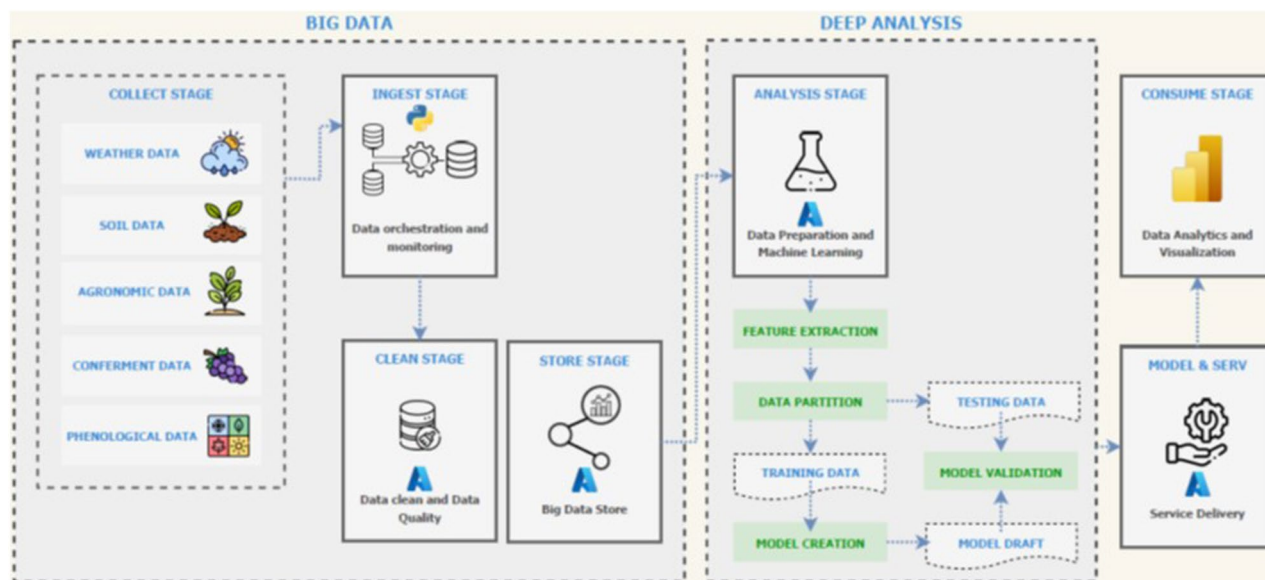 BIG DATA
COLLECT STAGE
WEATHER DATA
SOIL DATA
AGRONOMIC DATA
CONFERMENT DATA
PHENOLOGICAL DATA
INGEST STAGE
Data orchestration and
monitoring
CLEAN STAGE
Data clean and Data
Quality
STORE STAGE
Big Data Store
DEEP ANALYSIS
ANALYSIS STAGE
Data Preparation and
Machine Learning
FEATURE EXTRACTION
DATA PARTITION
TESTING DATA
TRAINING DATA
MODEL VALIDATION
MODEL CREATION
MODEL DRAFT
CONSUME STAGE
Data Analytics and
Visualization
MODEL & SERV
Service Delivery